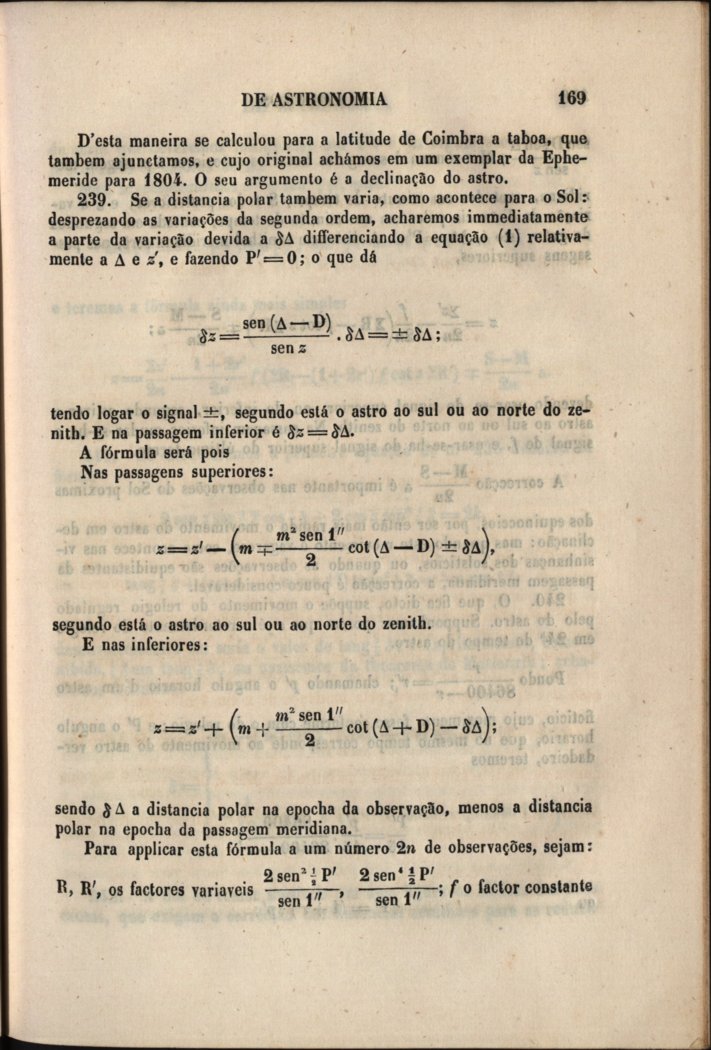 DE ASTRONOMIA 169
D'esta maneira se calculou para a latitude de Coimbra a taboa, que
tambem ajunctamos, e cujo original achámos em um exemplar da Ephe-
meride para 1804. O seu argumento é a declinação do astro.
239. Se a distancia polar tambem varia, como acontece para o Sol:
desprezando as variações da segunda ordem, acharemos immediatamente
a parte da variação devida a δΔ differenciando a equação (1) relativa-
mente a Δ e z′, e fazendo P′=0; o que dá
δz = sen (Δ — D) / sen z . δΔ = ± δΔ;
tendo logar o signal ±, segundo está o astro ao sul ou ao norte do ze-
nith. E na passagem inferior é δz = δΔ.
A fórmula será pois
Nas passagens superiores:
z = z′ — (m ∓ m² sen 1″ / 2 cot (Δ — D) ± δΔ),
segundo está o astro ao sul ou ao norte do zenith.
E nas inferiores:
z = z′ + (m + m² sen 1″ / 2 cot (Δ + D) — δΔ);
sendo δΔ a distancia polar na epocha da observação, menos a distancia
polar na epocha da passagem meridiana.
Para applicar esta fórmula a um número 2n de observações, sejam:
R, R′, os factores variaveis 2 sen² ½ P′ / sen 1″, 2 sen⁴ ½ P′ / sen 1″; f o factor constante